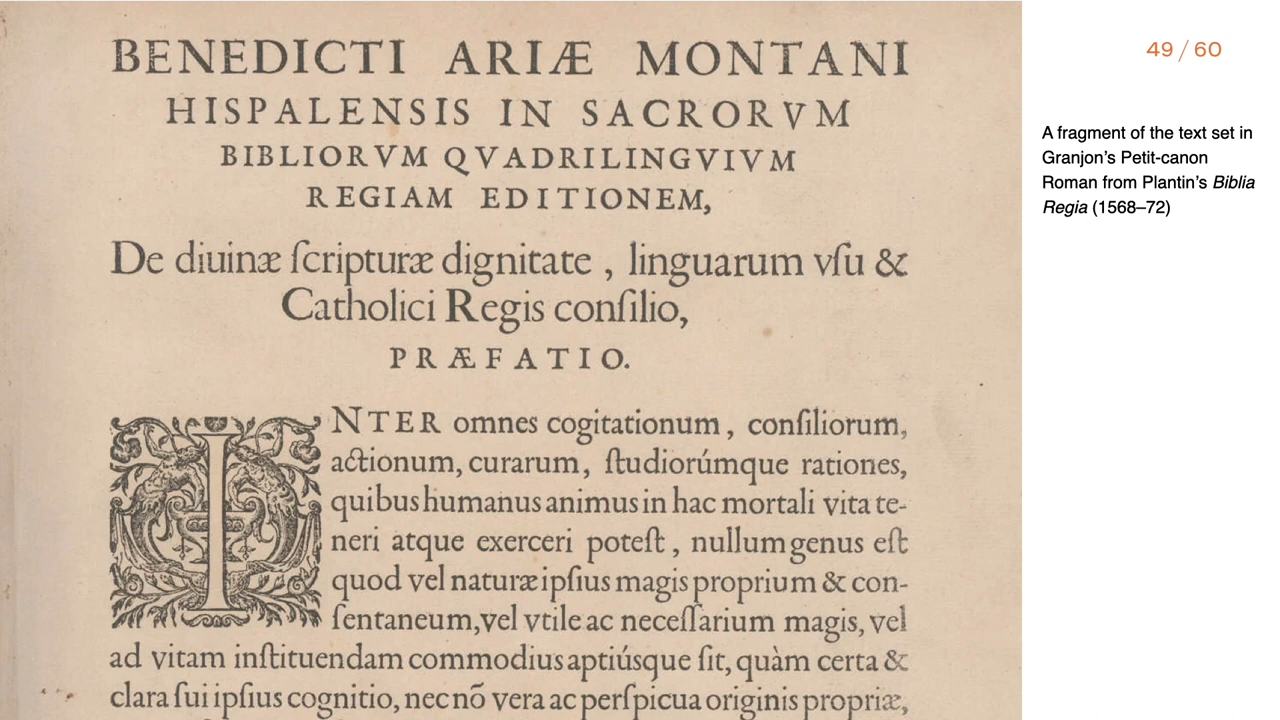 BENEDICTI ARIÆ MONTANI
HISPALENSIS IN SACRORVM
BIBLIORVM QVADRILINGVIVM
REGIAM EDITIONEM,
De diuinæ ſcripturæ dignitate , linguarum vſu &
Catholici Regis conſilio,
PRÆFATIO.
INTER omnes cogitationum, conſiliorum,
actionum, curarum, ſtudiorúmque rationes,
quibus humanus animus in hac mortali vita te-
neri atque exerceri poteſt, nullum genus eſt
quod vel naturæ ipſius magis proprium & con-
ſentaneum, vel vtile ac neceſſarium magis, vel
ad vitam inſtituendam commodius aptiúsque ſit, quàm certa &
clara ſui ipſius cognitio, nec nõ vera ac perſpicua originis propriæ,
49 / 60
A fragment of the text set in
Granjon’s Petit-canon
Roman from Plantin’s Biblia
Regia (1568–72)